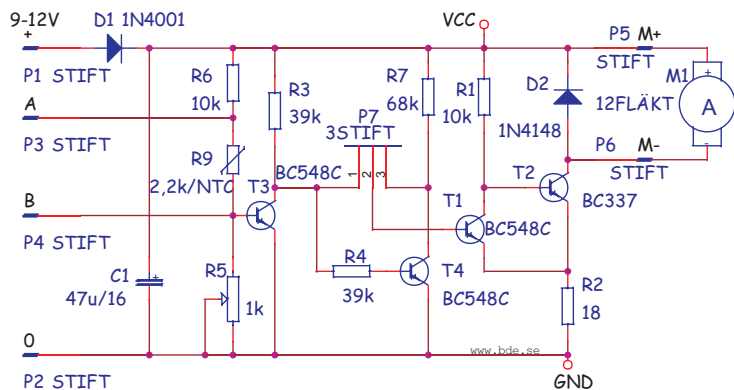 9-12V
+
D1 1N4001
P1 STIFT
A
P3 STIFT
B
P4 STIFT
0
P2 STIFT
C1
+
47u/16
R6
10k
R9
2,2k/NTC
R5
1k
R3
39k
T3
BC548C
P7
3STIFT
1
2
3
R4
39k
R7
68k
T4
BC548C
VCC
R1
10k
T1
BC548C
D2
1N4148
T2
BC337
R2
18
GND
P5 M+
STIFT
M1
+
A
-
12FLÄKT
P6 M-
STIFT
www.bde.se